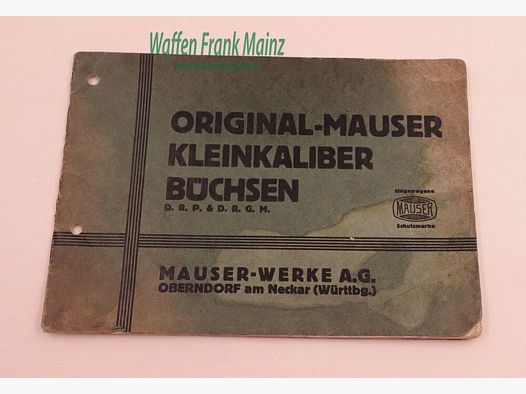 Waffen Frank Mainz
ORIGINAL-MAUSER
KLEINKALIBER
BÜCHSEN
D. R. P. & D. R. G. M.
Eingetragene
MAUSER
Schutzmarke
MAUSER-WERKE A.G.
OBERNDORF am Neckar (Württbg.)